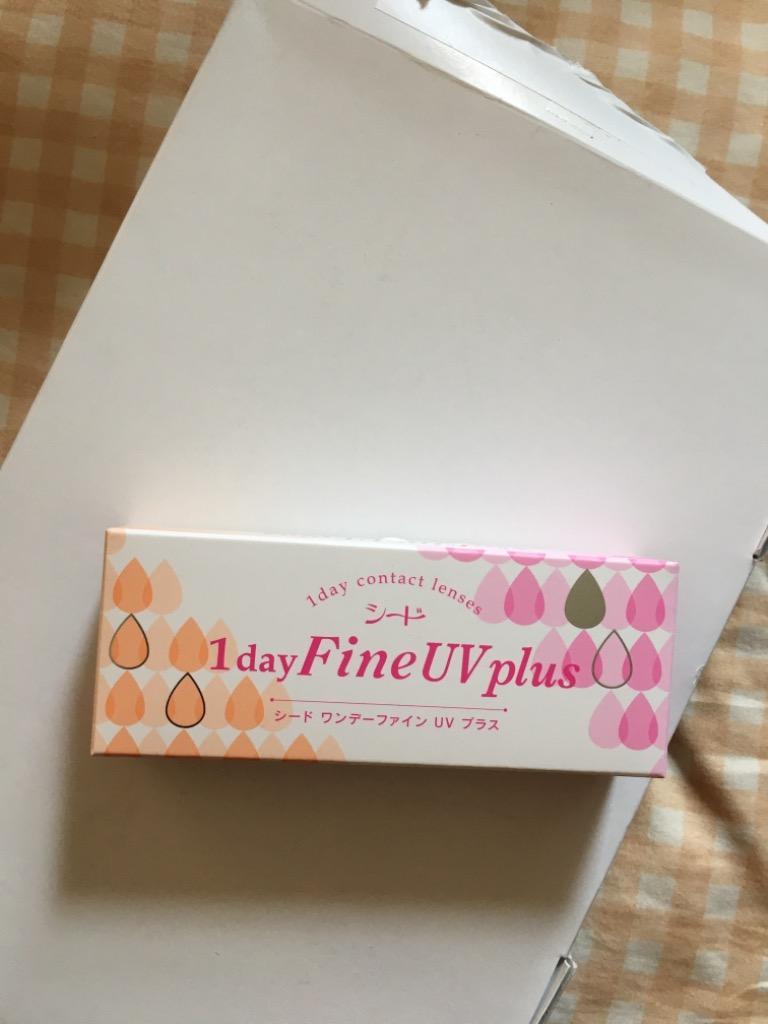 1day contact lenses
シード
1day Fine UV plus
シード ワンデーファイン UV プラス